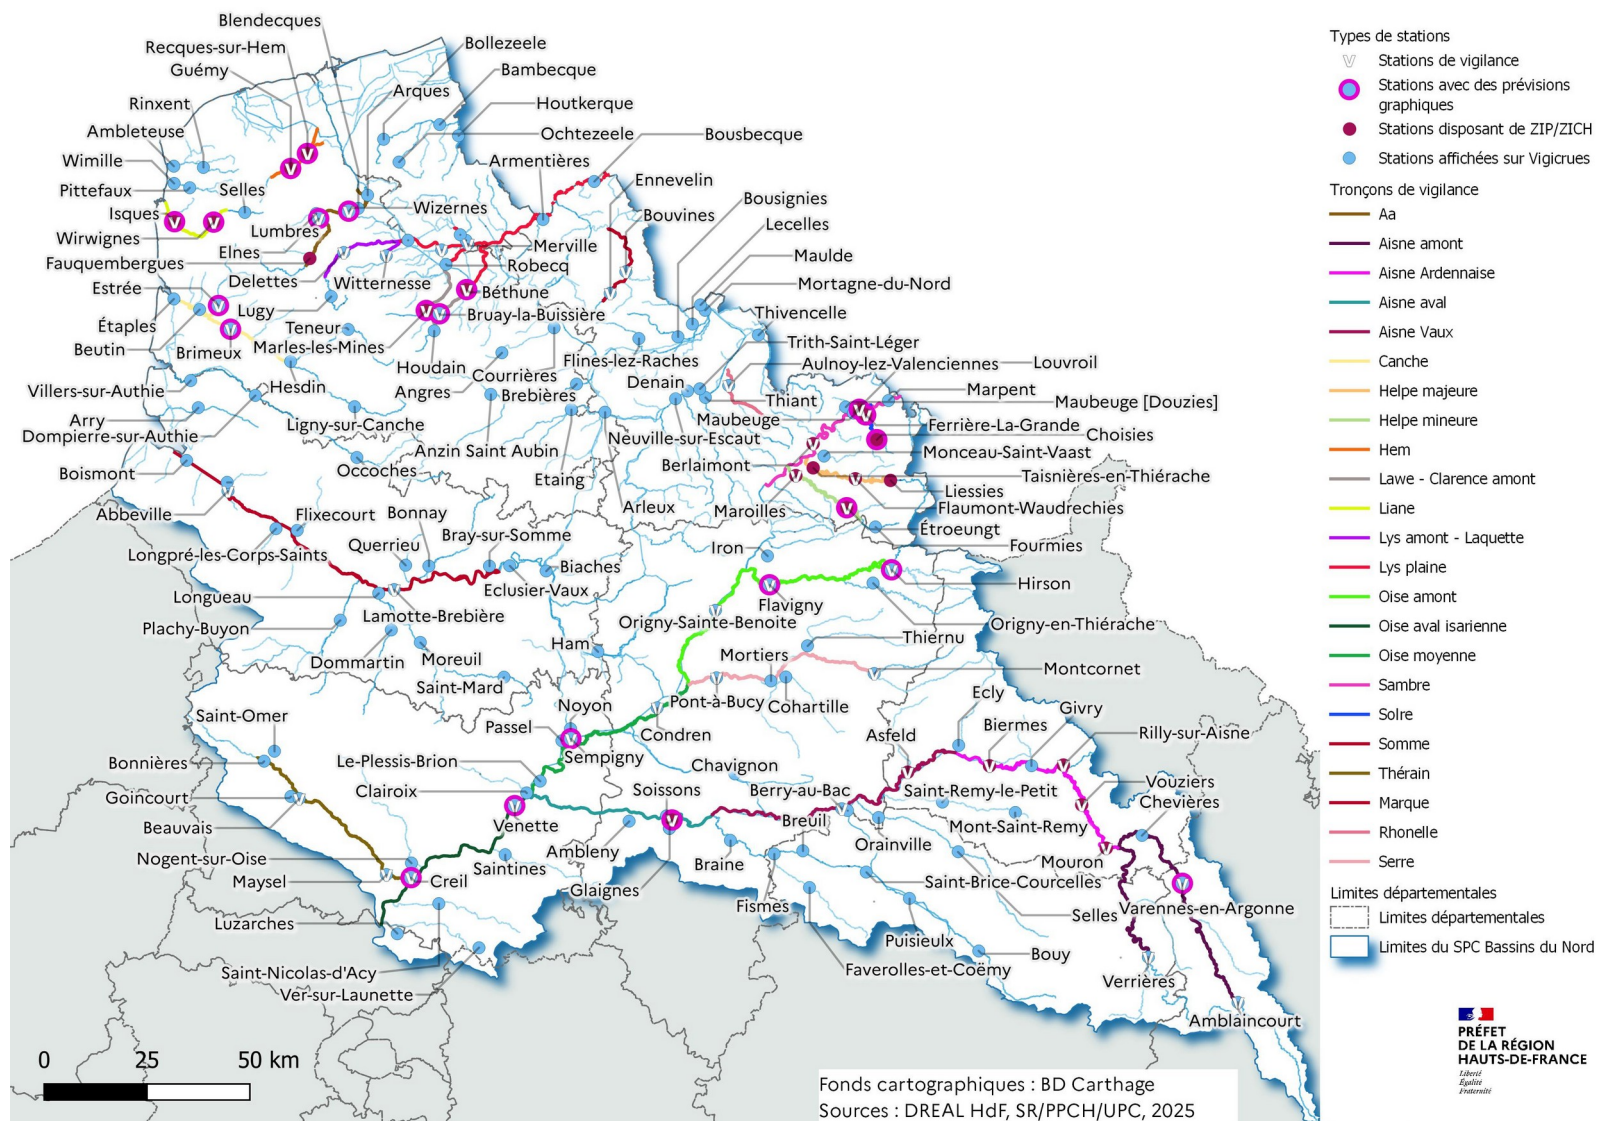 Blendecques
Recques-sur-Hem
Guémy
Rinxent
Ambleteuse
Wimille
Pittefaux
Selles
Isques
Wirwignes
Lumbres
Elnes
Fauquembergues
Delettes
Estrée
Lugy
Étaples
Teneur
Beutin
Brimeux
Marles-les-Mines
Villers-sur-Authie
Hesdin
Arry
Dompierre-sur-Authie
Ligny-sur-Canche
Boismont
Occoches
Abbeville
Flixecourt
Bonnay
Longpré-les-Corps-Saints
Querrieu
Bray-sur-Somme
Longueau
Lamotte-Brebière
Eclusier-Vaux
Biaches
Plachy-Buyon
Dommartin
Moreuil
Saint-Mard
Ham
Bollezeele
Bambecque
Arques
Houtkerque
Ochtezeele
Bousbecque
Armentières
Ennevelin
Bouvines
Wizernes
Merville
Robecq
Witternesse
Béthune
Bruay-la-Buissière
Houdain
Courrières
Angres
Brebières
Anzin Saint Aubin
Etaing
Arleux
Flines-lez-Raches
Denain
Neuville-sur-Escaut
Bousignies
Lecelles
Maulde
Mortagne-du-Nord
Thivencelle
Trith-Saint-Léger
Aulnoy-lez-Valenciennes
Louvroil
Thiant
Marpent
Maubeuge [Douzies]
Maubeuge
Ferrière-La-Grande
Choisies
Monceau-Saint-Vaast
Berlaimont
Taisnières-en-Thiérache
Liessies
Maroilles
Flaumont-Waudrechies
Étroeungt
Fourmies
Iron
Hirson
Flavigny
Origny-Sainte-Benoite
Origny-en-Thiérache
Thiernu
Mortiers
Montcornet
Pont-à-Bucy
Cohartille
Saint-Omer
Noyon
Passel
Condren
Sempigny
Bonnières
Le-Plessis-Brion
Chavignon
Clairoix
Goincourt
Soissons
Berry-au-Bac
Venette
Beauvais
Breuil
Ambleny
Nogent-sur-Oise
Saintines
Braine
Maysel
Creil
Glaignes
Fismes
Luzarches
Saint-Nicolas-d'Acy
Ver-sur-Launette
Ecly
Givry
Biermes
Asfeld
Rilly-sur-Aisne
Vouziers
Saint-Remy-le-Petit
Chevières
Mont-Saint-Remy
Orainville
Mouron
Saint-Brice-Courcelles
Selles
Varennes-en-Argonne
Puisieulx
Bouy
Faverolles-et-Coëmy
Verrières
Amblaincourt
0 25 50 km
Fonds cartographiques : BD Carthage
Sources : DREAL HdF, SR/PPCH/UPC, 2025
Types de stations
V Stations de vigilance
Stations avec des prévisions
graphiques
Stations disposant de ZIP/ZICH
Stations affichées sur Vigicrues
Tronçons de vigilance
Aa
Aisne amont
Aisne Ardennaise
Aisne aval
Aisne Vaux
Canche
Helpe majeure
Helpe mineure
Hem
Lawe - Clarence amont
Liane
Lys amont - Laquette
Lys plaine
Oise amont
Oise aval isarienne
Oise moyenne
Sambre
Solre
Somme
Thérain
Marque
Rhonelle
Serre
Limites départementales
Limites départementales
Limites du SPC Bassins du Nord
PRÉFET
DE LA RÉGION
HAUTS-DE-FRANCE
Liberté
Égalité
Fraternité